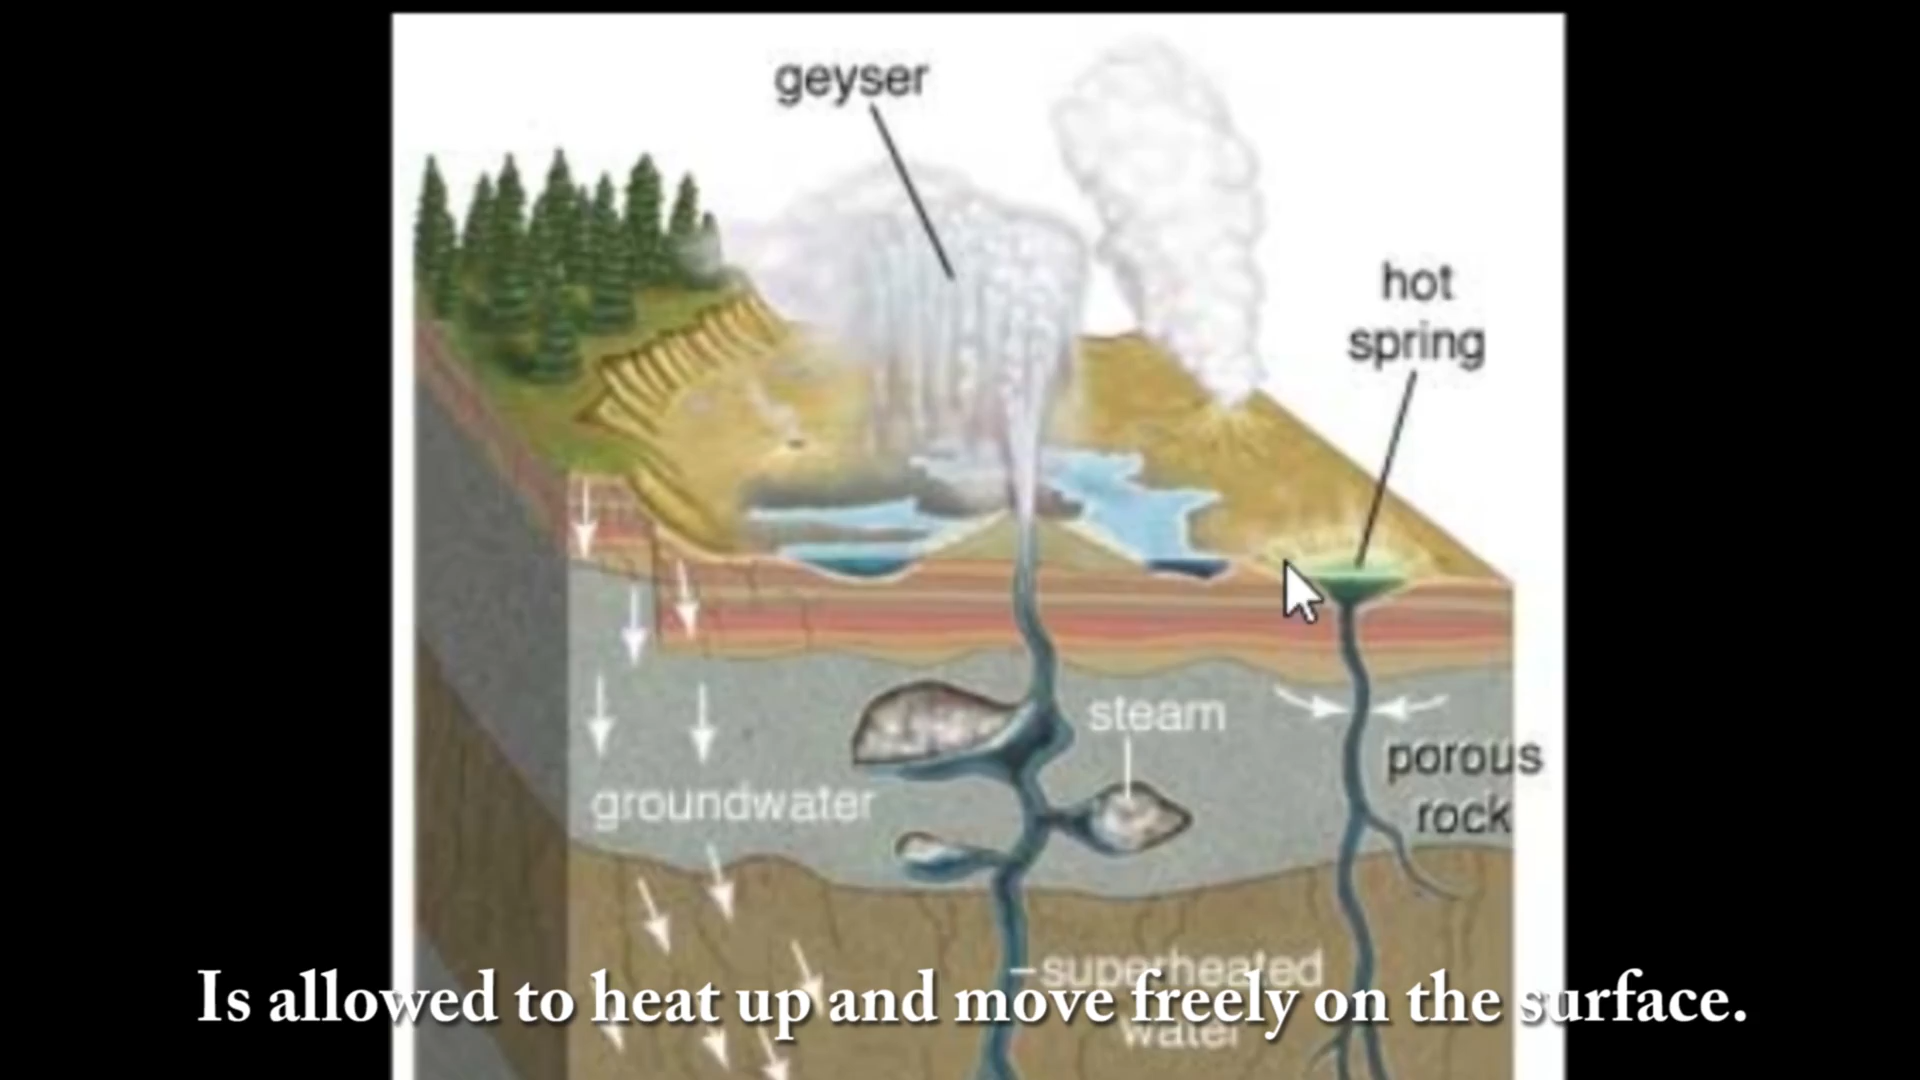 geyser
hot
spring
steam
porous
rock
groundwater
superheated
water
Is allowed to heat up and move freely on the surface.